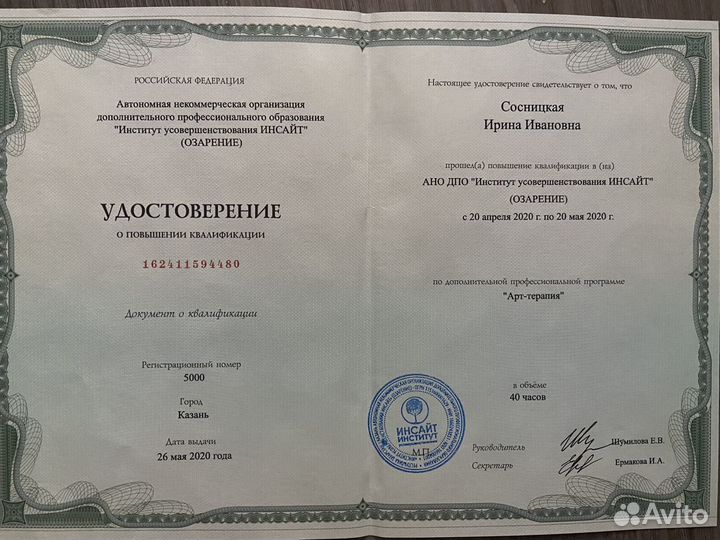 РОССИЙСКАЯ ФЕДЕРАЦИЯ
Автономная некоммерческая организация
дополнительного профессионального образования
"Институт усовершенствования ИНСАЙТ"
(ОЗАРЕНИЕ)
УДОСТОВЕРЕНИЕ
О ПОВЫШЕНИИ КВАЛИФИКАЦИИ
162411594480
Документ о квалификации
Регистрационный номер
5000
Город
Казань
Дата выдачи
26 мая 2020 года
Настоящее удостоверение свидетельствует о том, что
Сосницкая
Ирина Ивановна
прошел(а) повышение квалификации в (на)
АНО ДПО "Институт усовершенствования ИНСАЙТ"
(ОЗАРЕНИЕ)
с 20 апреля 2020 г. по 20 мая 2020 г.
по дополнительной профессиональной программе
"Арт-терапия"
в объёме
40 часов
ИНСАЙТ
ИНСТИТУТ
М.П.
Руководитель
Шумилова Е.В.
Секретарь
Ермакова И.А.
Avito